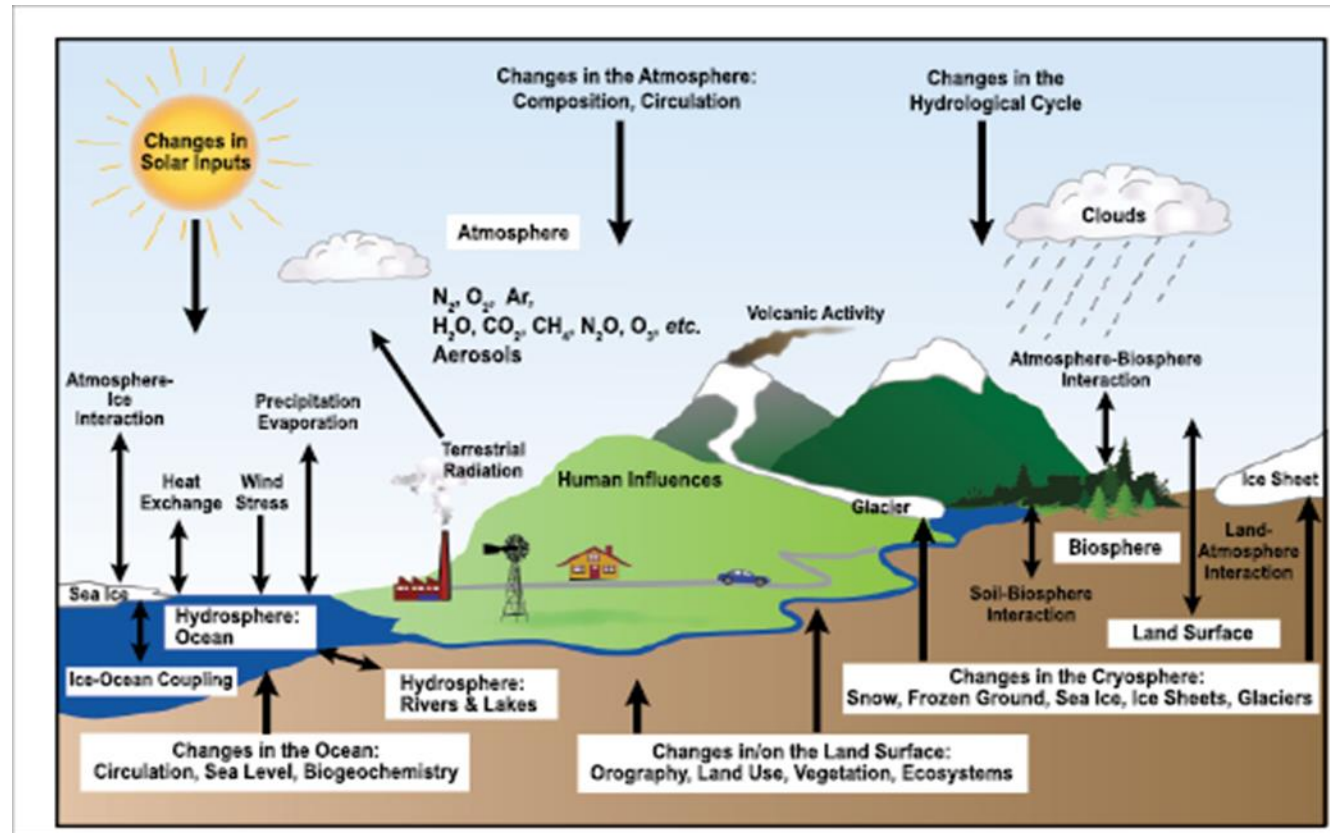 Changes in the Atmosphere:
Composition, Circulation
Changes in the
Hydrological Cycle
Changes in
Solar Inputs
Clouds
Atmosphere
N₂, O₂, Ar,
H₂O, CO₂, CH₄, N₂O, O₃, etc.
Aerosols
Volcanic Activity
Atmosphere-Biosphere
Interaction
Atmosphere-
Ice
Interaction
Precipitation
Evaporation
Terrestrial
Radiation
Heat
Exchange
Wind
Stress
Human Influences
Glacier
Ice Sheet
Land-
Atmosphere
Interaction
Biosphere
Soil-Biosphere
Interaction
Land Surface
Sea Ice
Hydrosphere:
Ocean
Ice-Ocean Coupling
Hydrosphere:
Rivers & Lakes
Changes in the Cryosphere:
Snow, Frozen Ground, Sea Ice, Ice Sheets, Glaciers
Changes in the Ocean:
Circulation, Sea Level, Biogeochemistry
Changes in/on the Land Surface:
Orography, Land Use, Vegetation, Ecosystems